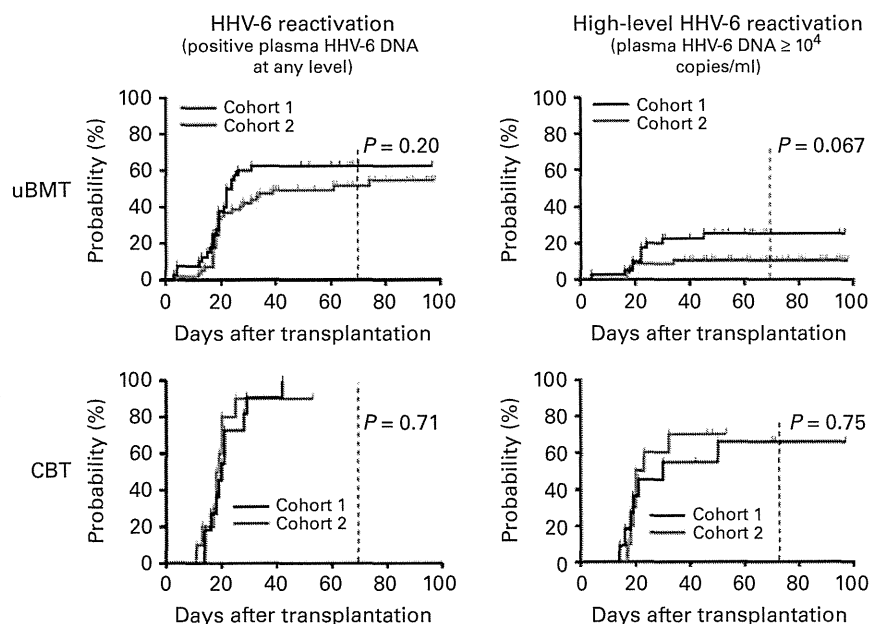 HHV-6 reactivation
(positive plasma HHV-6 DNA
at any level)
High-level HHV-6 reactivation
(plasma HHV-6 DNA ≥ 10⁴
copies/ml)
uBMT
Probability (%)
100
80
60
40
20
0
Cohort 1
Cohort 2
P = 0.20
0 20 40 60 80 100
Days after transplantation
Probability (%)
100
80
60
40
20
0
Cohort 1
Cohort 2
P = 0.067
0 20 40 60 80 100
Days after transplantation
CBT
Probability (%)
100
80
60
40
20
0
P = 0.71
Cohort 1
Cohort 2
0 20 40 60 80 100
Days after transplantation
Probability (%)
100
80
60
40
20
0
P = 0.75
Cohort 1
Cohort 2
0 20 40 60 80 100
Days after transplantation